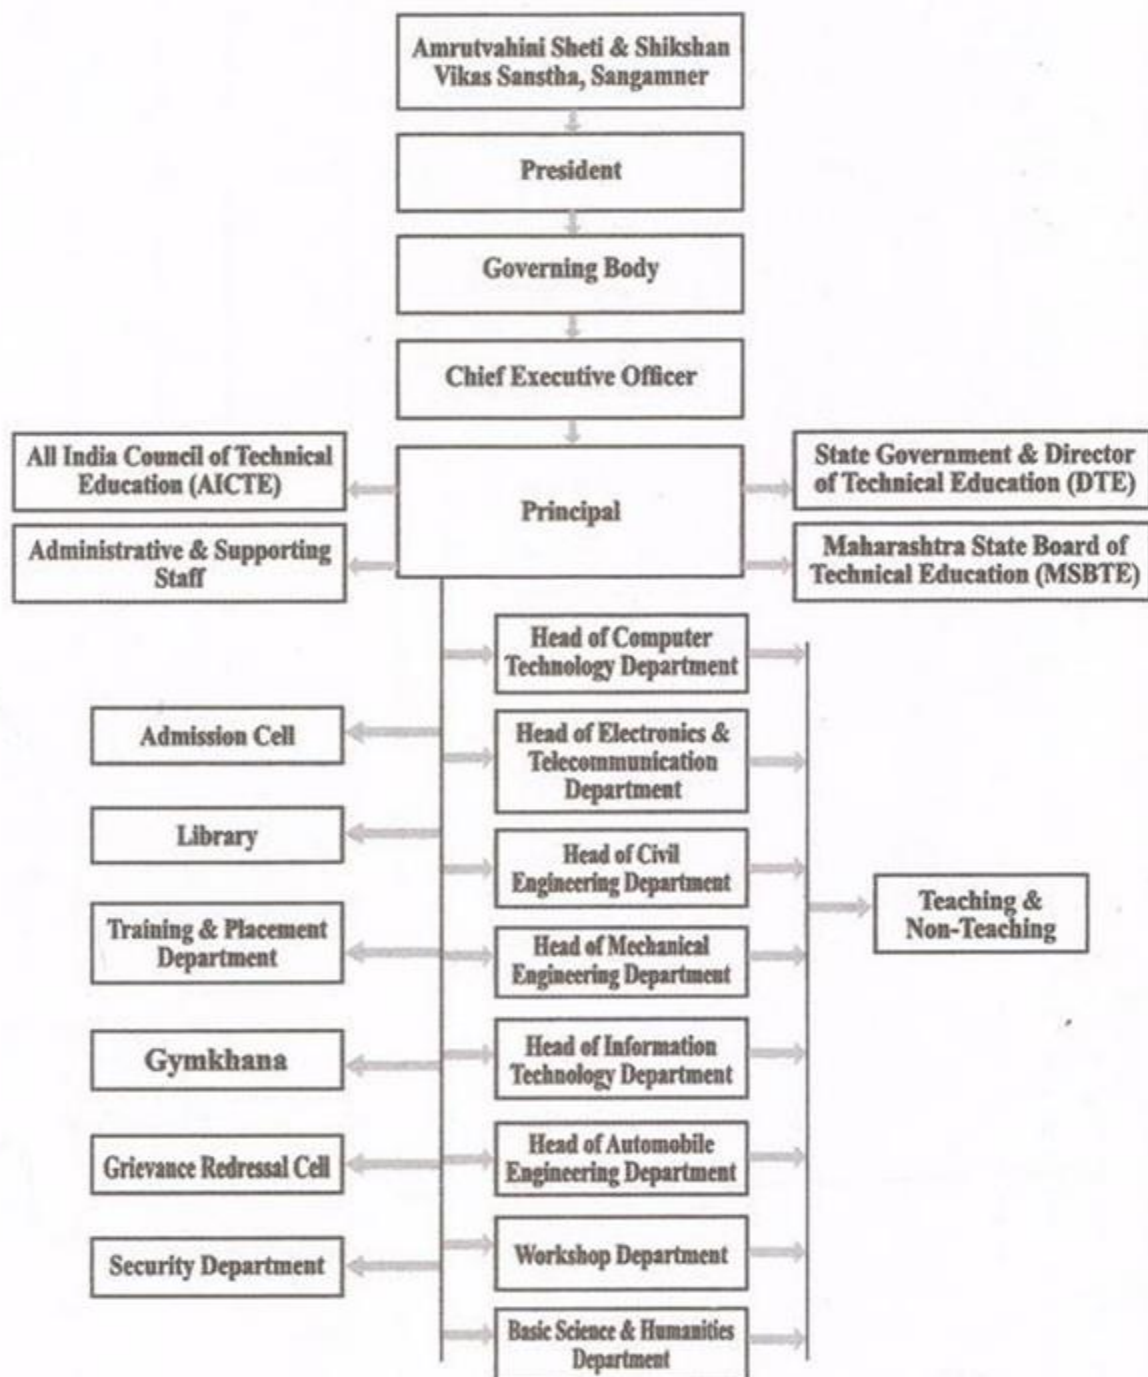 Amrutvahini Sheti & Shikshan
Vikas Sanstha, Sangamner
President
Governing Body
Chief Executive Officer
All India Council of Technical
Education (AICTE)
State Government & Director
of Technical Education (DTE)
Principal
Administrative & Supporting
Staff
Maharashtra State Board of
Technical Education (MSBTE)
Head of Computer
Technology Department
Admission Cell
Head of Electronics &
Telecommunication
Department
Library
Head of Civil
Engineering Department
Training & Placement
Department
Head of Mechanical
Engineering Department
Teaching &
Non-Teaching
Gymkhana
Head of Information
Technology Department
Grievance Redressal Cell
Head of Automobile
Engineering Department
Security Department
Workshop Department
Basic Science & Humanities
Department